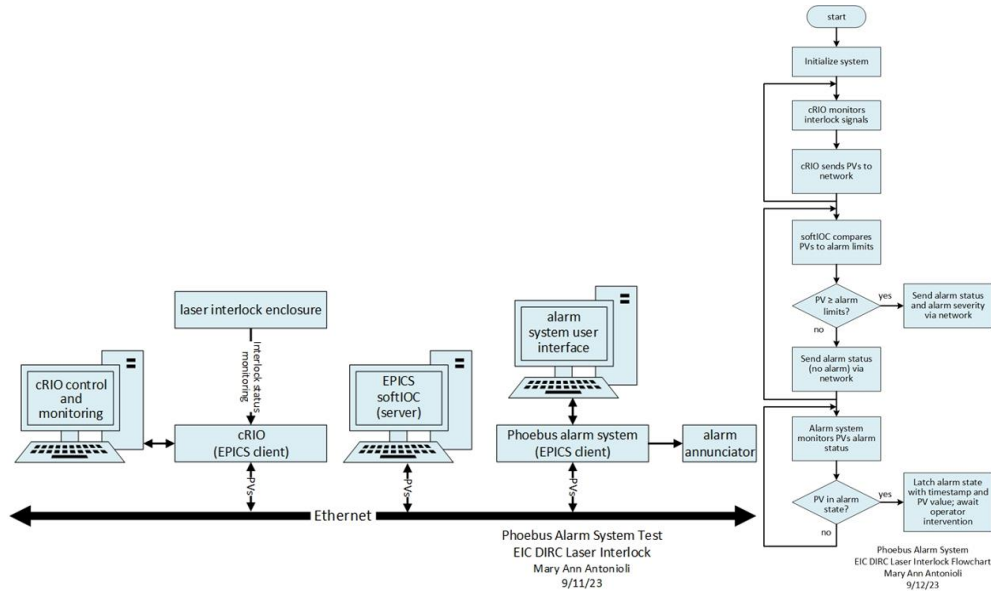 laser interlock enclosure
Interlock status
monitoring
cRIO control
and
monitoring
cRIO
(EPICS client)
PVs
EPICS
softIOC
(server)
PVs
alarm
system user
interface
Phoebus alarm system
(EPICS client)
alarm
annunciator
PVs
Ethernet
Phoebus Alarm System Test
EIC DIRC Laser Interlock
Mary Ann Antonioli
9/11/23
start
Initialize system
cRIO monitors
interlock signals
cRIO sends PVs to
network
softIOC compares
PVs to alarm limits
PV ≥ alarm
limits?
yes
Send alarm status
and alarm severity
via network
no
Send alarm status
(no alarm) via
network
Alarm system
monitors PVs alarm
status
PV in alarm
state?
yes
Latch alarm state
with timestamp and
PV value; await
operator
intervention
no
Phoebus Alarm System
EIC DIRC Laser Interlock Flowchart
Mary Ann Antonioli
9/12/23